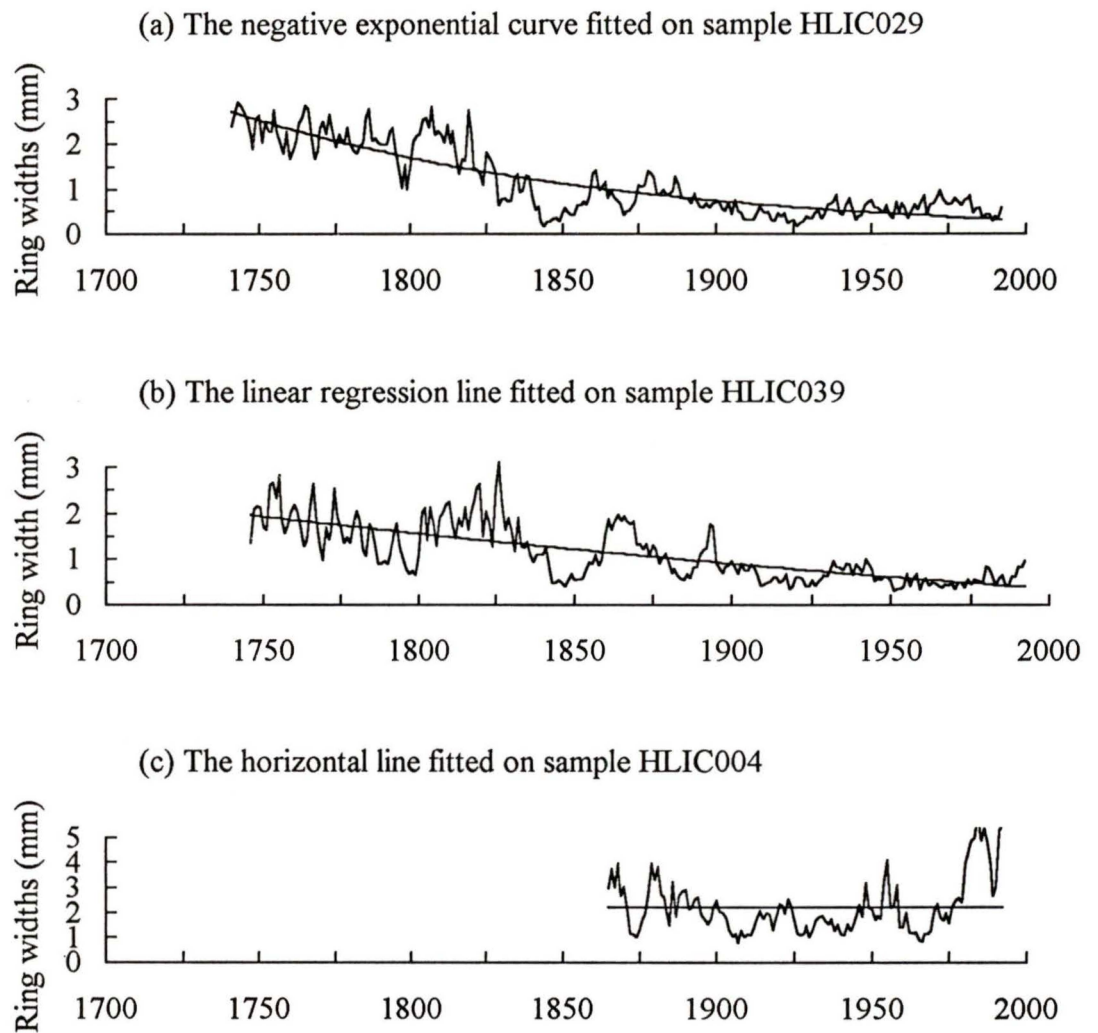 (a) The negative exponential curve fitted on sample HLIC029
Ring widths (mm)
3
2
1
0
1700 1750 1800 1850 1900 1950 2000
(b) The linear regression line fitted on sample HLIC039
Ring width (mm)
3
2
1
0
1700 1750 1800 1850 1900 1950 2000
(c) The horizontal line fitted on sample HLIC004
Ring widths (mm)
5
4
3
2
1
0
1700 1750 1800 1850 1900 1950 2000